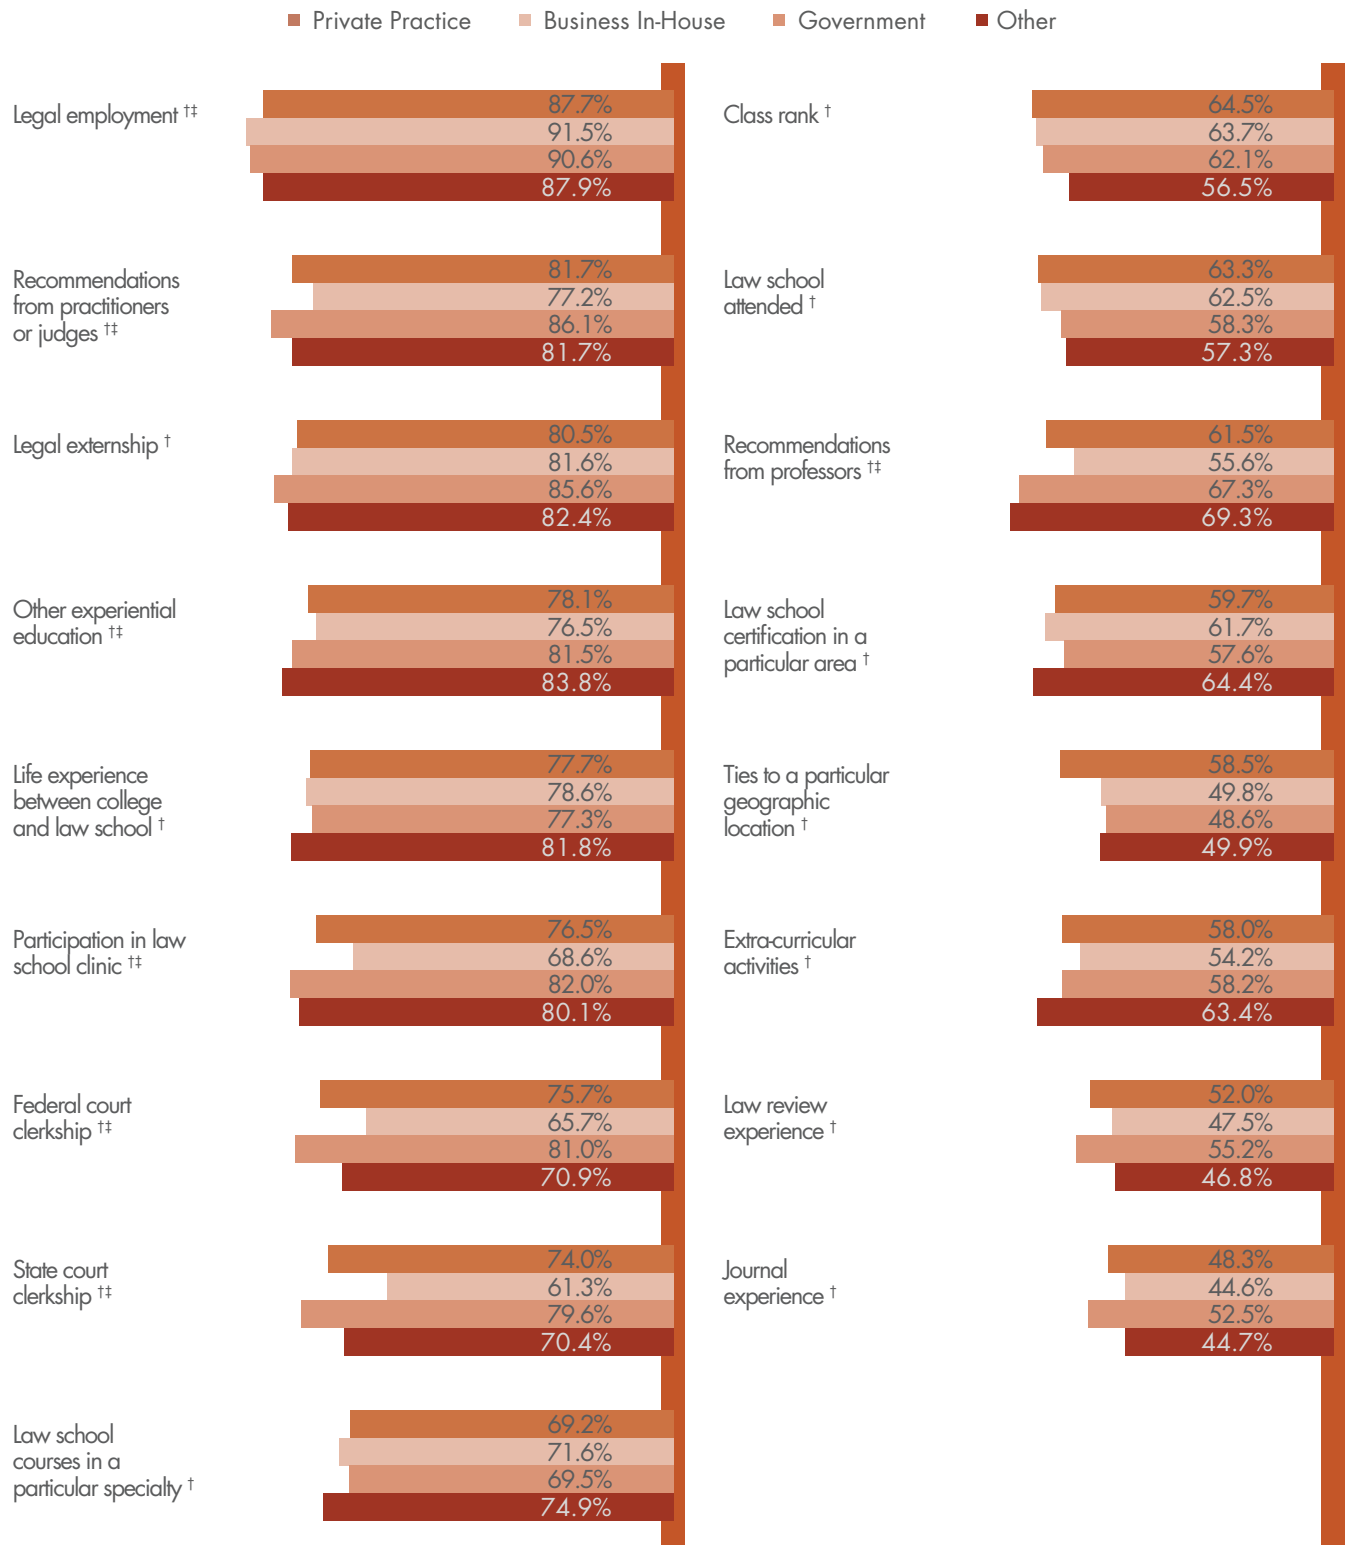 Private Practice Business In-House Government Other
Legal employment †‡
87.7%
91.5%
90.6%
87.9%
Recommendations
from practitioners
or judges †‡
81.7%
77.2%
86.1%
81.7%
Legal externship †
80.5%
81.6%
85.6%
82.4%
Other experiential
education †‡
78.1%
76.5%
81.5%
83.8%
Life experience
between college
and law school †
77.7%
78.6%
77.3%
81.8%
Participation in law
school clinic †‡
76.5%
68.6%
82.0%
80.1%
Federal court
clerkship †‡
75.7%
65.7%
81.0%
70.9%
State court
clerkship †‡
74.0%
61.3%
79.6%
70.4%
Law school
courses in a
particular specialty †
69.2%
71.6%
69.5%
74.9%
Class rank †
64.5%
63.7%
62.1%
56.5%
Law school
attended †
63.3%
62.5%
58.3%
57.3%
Recommendations
from professors †‡
61.5%
55.6%
67.3%
69.3%
Law school
certification in a
particular area †
59.7%
61.7%
57.6%
64.4%
Ties to a particular
geographic
location †
58.5%
49.8%
48.6%
49.9%
Extra-curricular
activities †
58.0%
54.2%
58.2%
63.4%
Law review
experience †
52.0%
47.5%
55.2%
46.8%
Journal
experience †
48.3%
44.6%
52.5%
44.7%